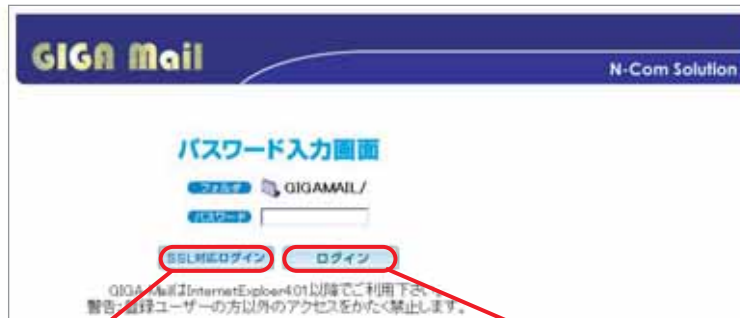 GIGA Mail
N-Com Solution
パスワード入力画面
フォルダ GIGAMAIL/
パスワード
SSL対応ログイン ログイン
GIGA MailはInternetExploer401以降でご利用下さい。
警告:登録ユーザーの方以外のアクセスをかたく禁止します。